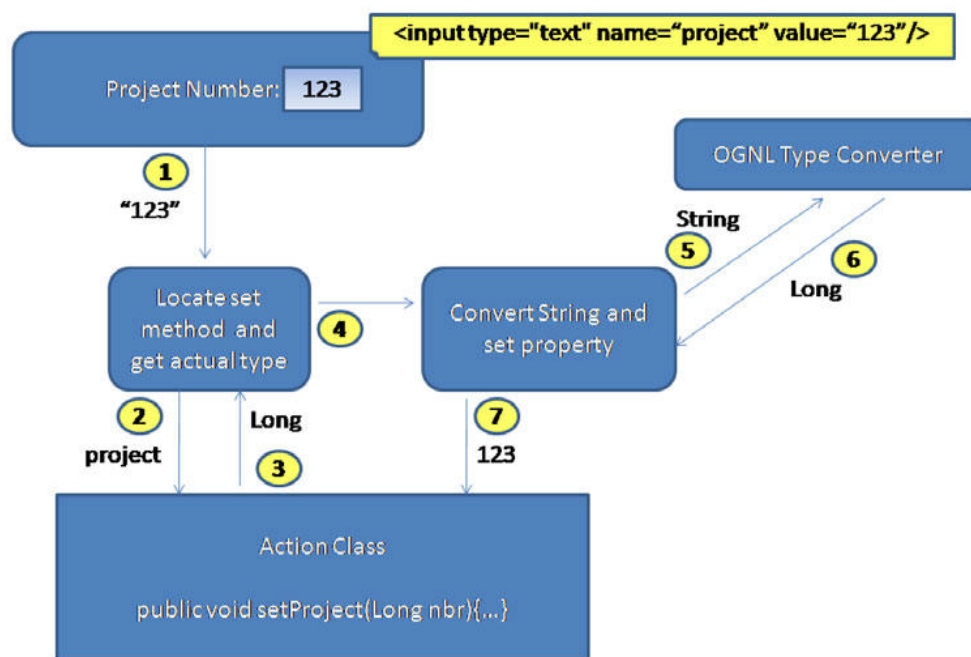 <input type="text" name=“project” value=“123”/>
Project Number: 123
1
“123”
OGNL Type Converter
String
5
6
Long
Locate set
method and
get actual type
4
Convert String and
set property
2
project
Long
3
7
123
Action Class
public void setProject(Long nbr){...}